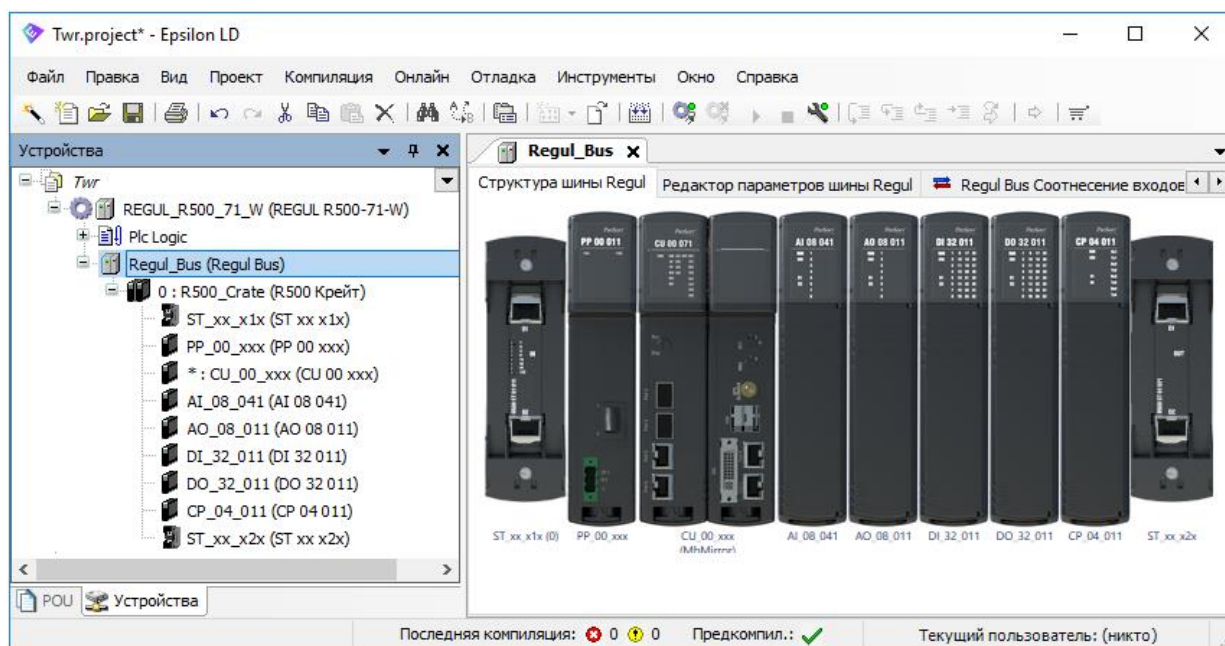 Twr.project* - Epsilon LD
Файл Правка Вид Проект Компиляция Онлайн Отладка Инструменты Окно Справка
Устройства
Twr
REGUL_R500_71_W (REGUL R500-71-W)
Plc Logic
Regul_Bus (Regul Bus)
0 : R500_Crate (R500 Крейт)
ST_xx_x1x (ST xx x1x)
PP_00_xxx (PP 00 xxx)
* : CU_00_xxx (CU 00 xxx)
AI_08_041 (AI 08 041)
AO_08_011 (AO 08 011)
DI_32_011 (DI 32 011)
DO_32_011 (DO 32 011)
CP_04_011 (CP 04 011)
ST_xx_x2x (ST xx x2x)
POU Устройства
Regul_Bus
Структура шины Regul Редактор параметров шины Regul Regul Bus Соотнесение входов
PP 00 011 CU 00 071 AI 08 041 AO 08 011 DI 32 011 DO 32 011 CP 04 011
OUT
ST_xx_x1x (0) PP_00_xxx CU_00_xxx AI_08_041 AO_08_011 DI_32_011 DO_32_011 CP_04_011 ST_xx_x2x
(MbMirror)
Последняя компиляция: 0 0 Предкомпил.: Текущий пользователь: (никто)